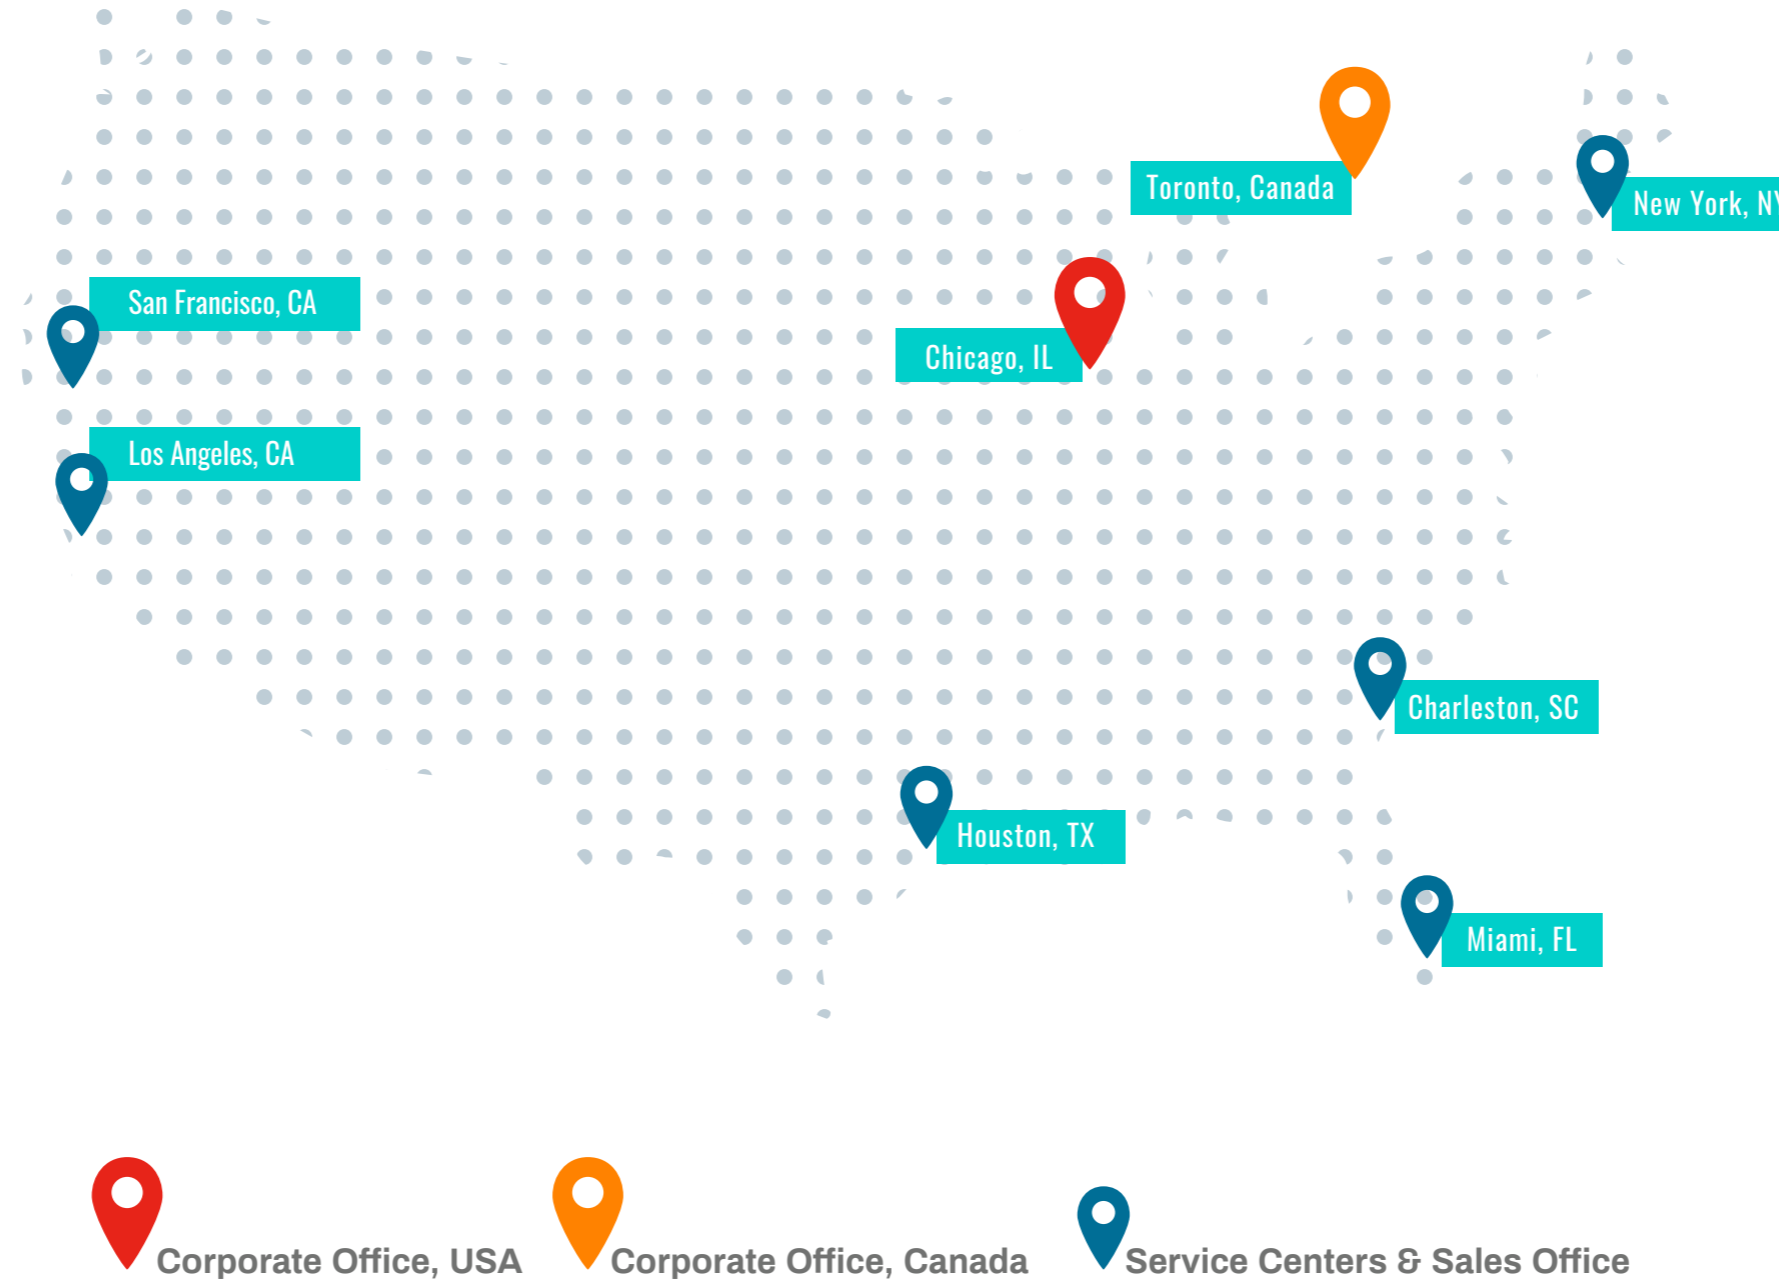 Toronto, Canada
New York, NY
San Francisco, CA
Chicago, IL
Los Angeles, CA
Charleston, SC
Houston, TX
Miami, FL
Corporate Office, USA
Corporate Office, Canada
Service Centers & Sales Office